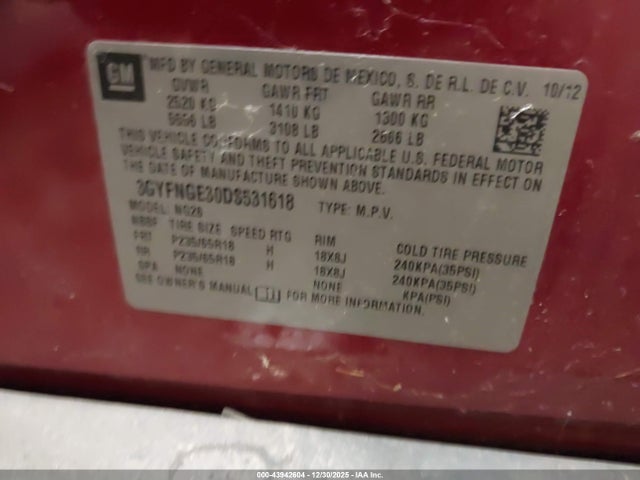 GM
MFD BY GENERAL MOTORS DE MEXICO, S. DE R.L. DE C.V. 10/12
GVWR GAWR FRT GAWR RR
2520 KG 1410 KG 1300 KG
5556 LB 3108 LB 2866 LB
THIS VEHICLE CONFORMS TO ALL APPLICABLE U.S. FEDERAL MOTOR
VEHICLE SAFETY AND THEFT PREVENTION STANDARDS IN EFFECT ON
THE DATE OF MANUFACTURE SHOWN ABOVE.
3GYFNGE30DS531618 TYPE: M.P.V.
MODEL: NG26
TIRE SIZE SPEED RTG RIM COLD TIRE PRESSURE
FRT P235/65R18 H 18X8J 240KPA(35PSI)
RR P235/65R18 H 18X8J 240KPA(35PSI)
SPA NONE NONE KPA(PSI)
SEE OWNER'S MANUAL FOR MORE INFORMATION.
000-43942604 • 12/30/2025 - IAA Inc.